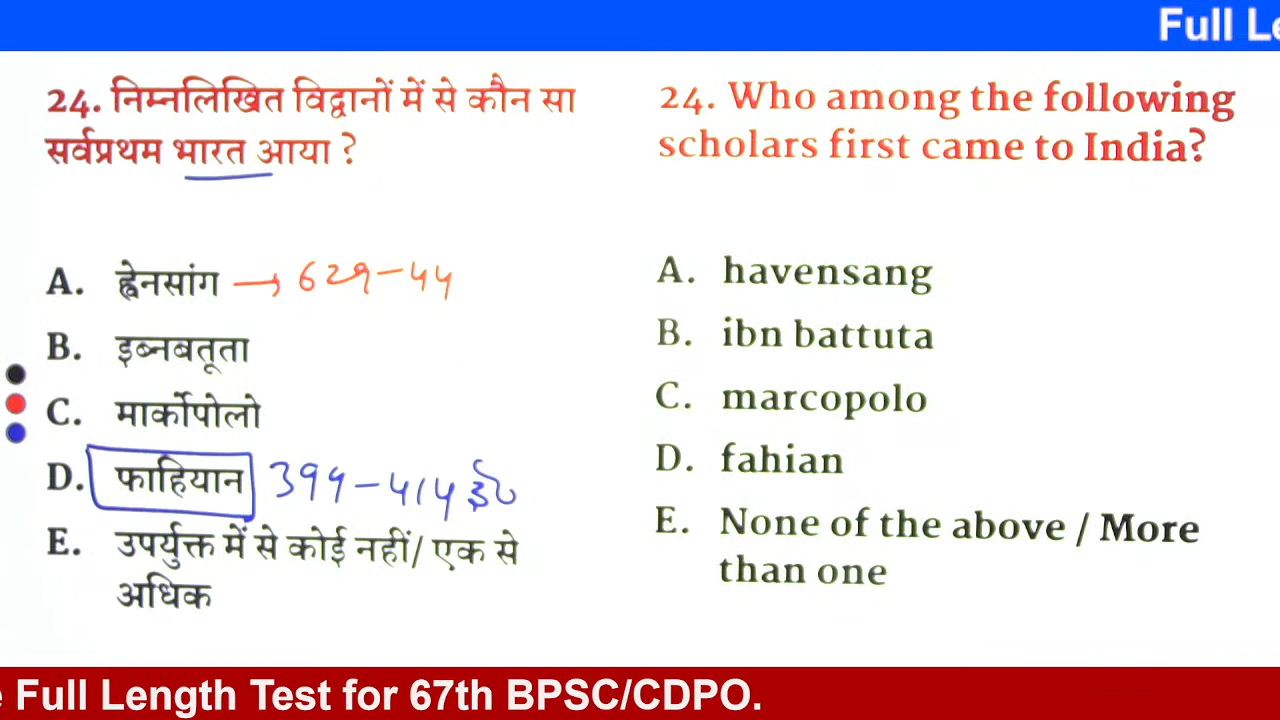 Full Le
24. निम्नलिखित विद्वानों में से कौन सा
सर्वप्रथम भारत आया ?
A. ह्वेनसांग → 629-44
B. इब्नबतूता
C. मार्कोपोलो
D. फाहियान 399-414 ई०
E. उपर्युक्त में से कोई नहीं/ एक से
अधिक
24. Who among the following
scholars first came to India?
A. havensang
B. ibn battuta
C. marcopolo
D. fahian
E. None of the above / More
than one
e Full Length Test for 67th BPSC/CDPO.